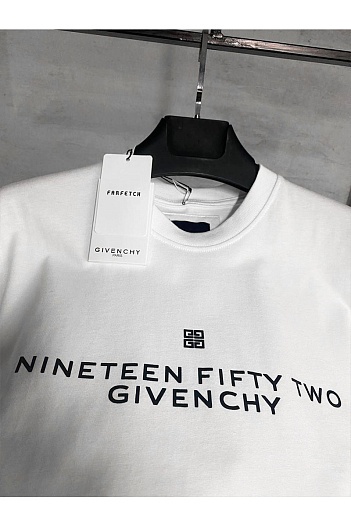 FARFETCH
GIVENCHY
PARIS
NINETEEN FIFTY TWO
GIVENCHY